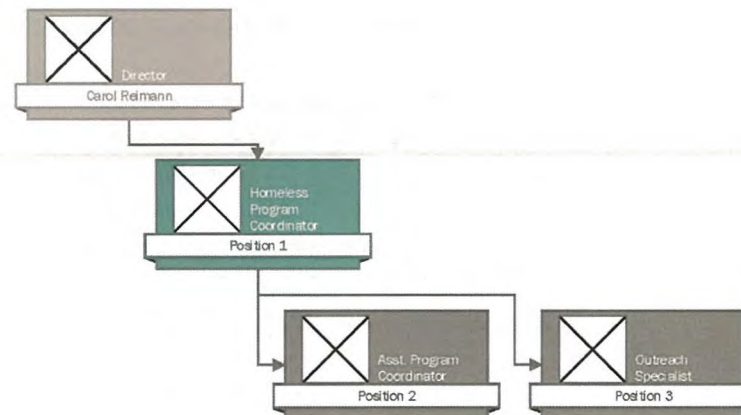 Director
Carol Reimann
Homeless
Program
Coordinator
Position 1
Asst. Program
Coordinator
Position 2
Outreach
Specialist
Position 3